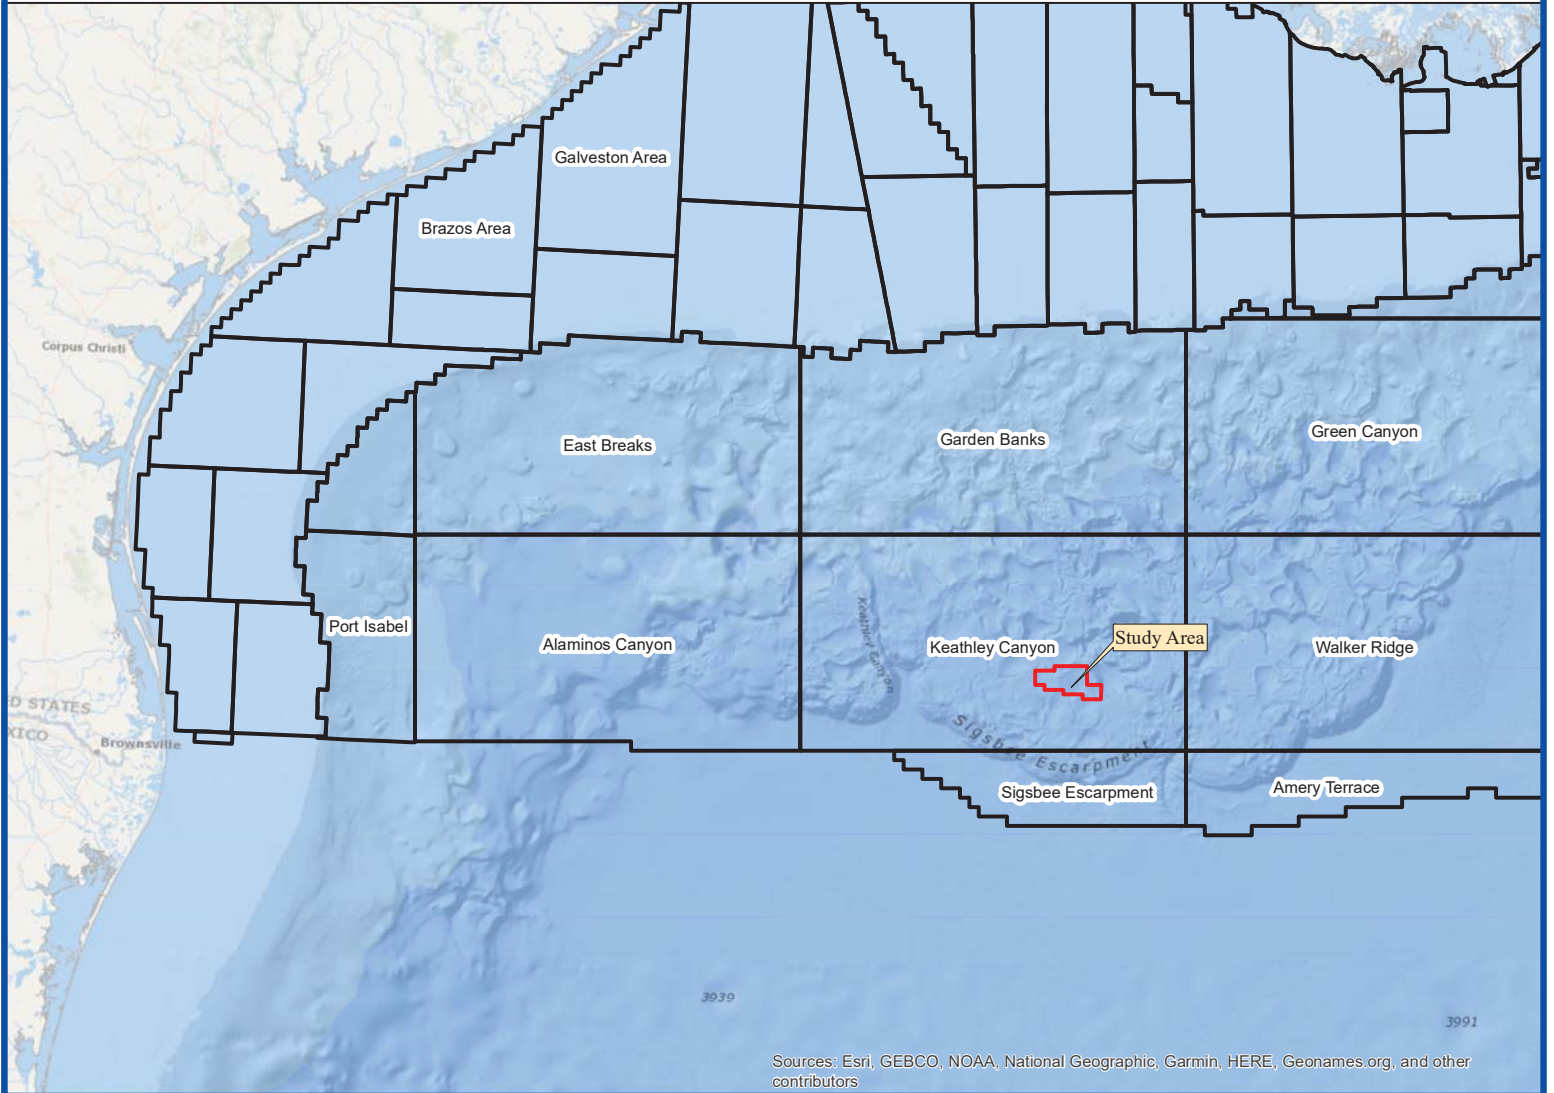 Galveston Area
Brazos Area
Corpus Christi
East Breaks
Garden Banks
Green Canyon
Port Isabel
Alaminos Canyon
Keathley Canyon
Keathley Canyon
Study Area
Walker Ridge
D STATES
XICO
Brownsville
Sigsbee Escarpment
Sigsbee Escarpment
Amery Terrace
3939
3991
Sources: Esri, GEBCO, NOAA, National Geographic, Garmin, HERE, Geonames.org, and other
contributors